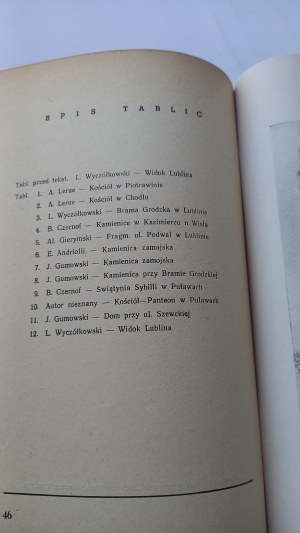 SPIS TABLIC
Tabl. przed tekst. L. Wyczółkowski — Widok Lublina
Tabl. 1. A. Lerue — Kościół w Piotrawinie
2. A. Lerue — Kościół w Chodlu
3. L. Wyczółkowski — Brama Grodzka w Lublinie
4. B. Czernof — Kamienice w Kazimierzu n. Wisłą
5. Al. Gierymski — Fragm. ul. Podwal w Lublinie
6. E. Andriolli — Kamienica zamojska
7. J. Gumowski — Kamienica zamojska
8. J. Gumowski — Kamienica przy Bramie Grodzkiej
9. B. Czernof — Świątynia Sybilli w Puławach
10. Autor nieznany — Kościół—Panteon w Puławach
11. J. Gumowski — Dom przy ul. Szewckiej
12. L. Wyczółkowski — Widok Lublina
46